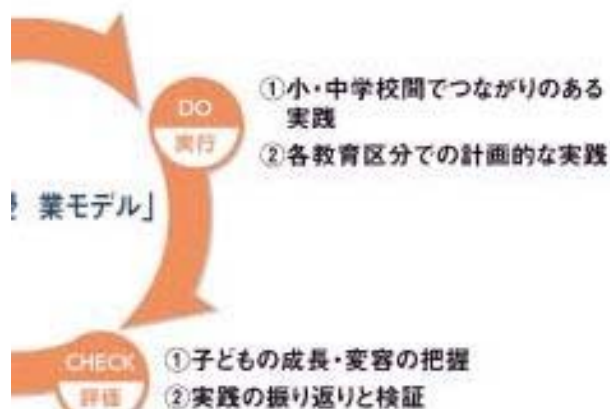 DO
実行
①小・中学校間でつながりのある
実践
②各教育区分での計画的な実践
業モデル」
CHECK
評価
①子どもの成長・変容の把握
②実践の振り返りと検証